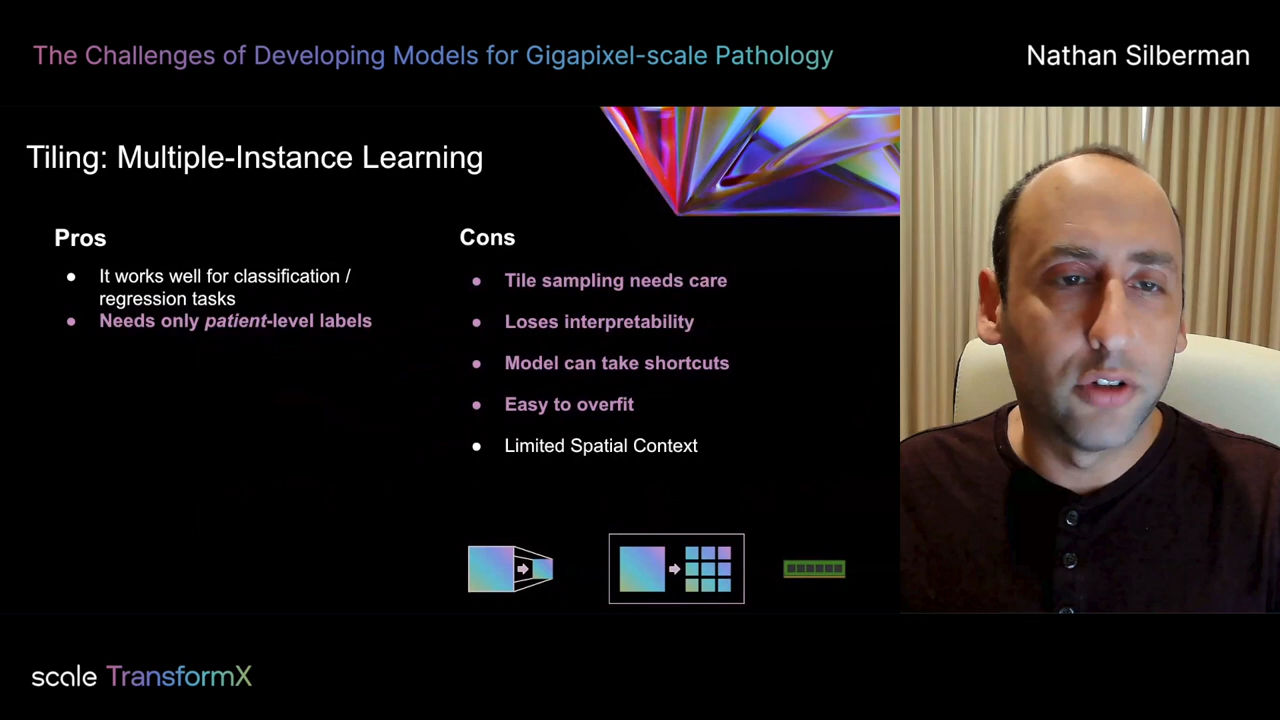 The Challenges of Developing Models for Gigapixel-scale Pathology
Nathan Silberman
Tiling: Multiple-Instance Learning
Pros
It works well for classification /
regression tasks
Needs only patient-level labels
Cons
Tile sampling needs care
Loses interpretability
Model can take shortcuts
Easy to overfit
Limited Spatial Context
scale TransformX